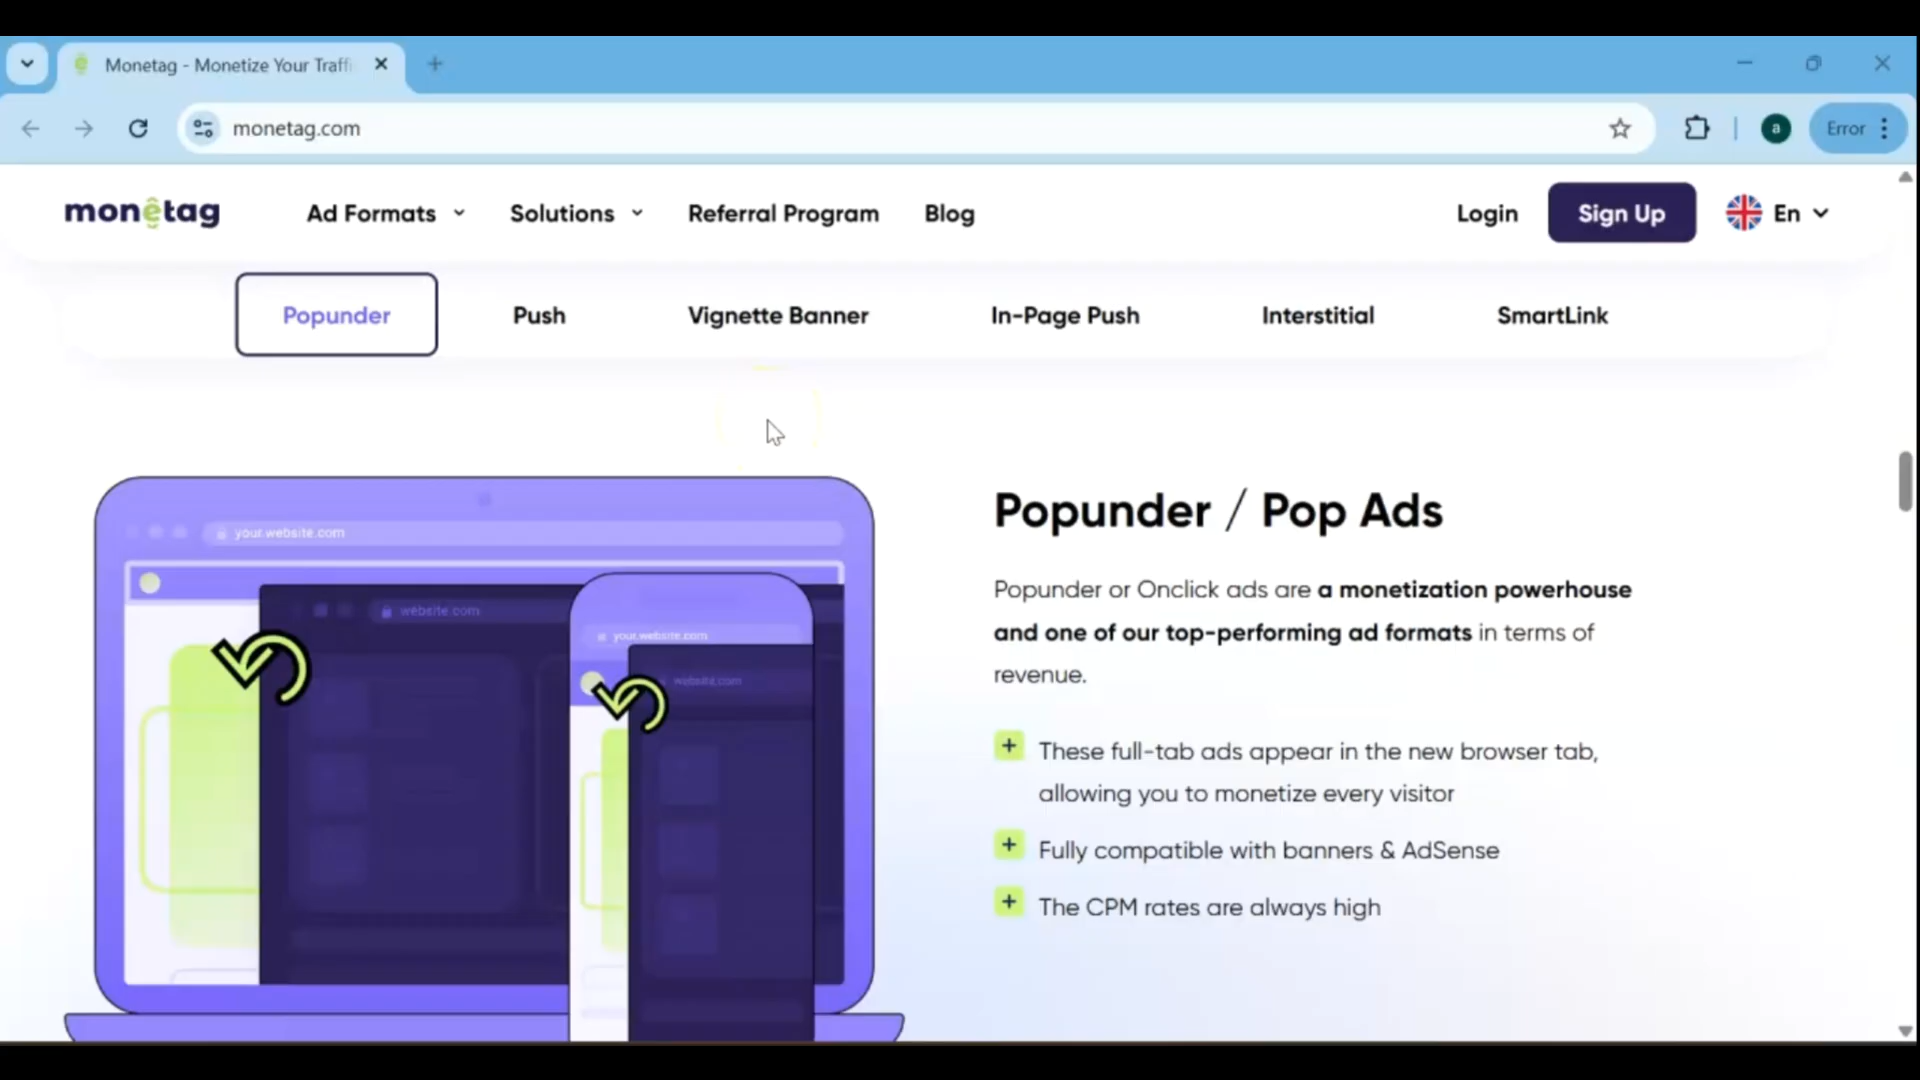 Monetag - Monetize Your Traffi
monetag.com
a
Error
monetag
Ad Formats
Solutions
Referral Program
Blog
Login
Sign Up
En
Popunder
Push
Vignette Banner
In-Page Push
Interstitial
SmartLink
your.website.com
website.com
your.website.com
website.com
Popunder / Pop Ads
Popunder or Onclick ads are a monetization powerhouse
and one of our top-performing ad formats in terms of
revenue.
These full-tab ads appear in the new browser tab,
allowing you to monetize every visitor
Fully compatible with banners & AdSense
The CPM rates are always high